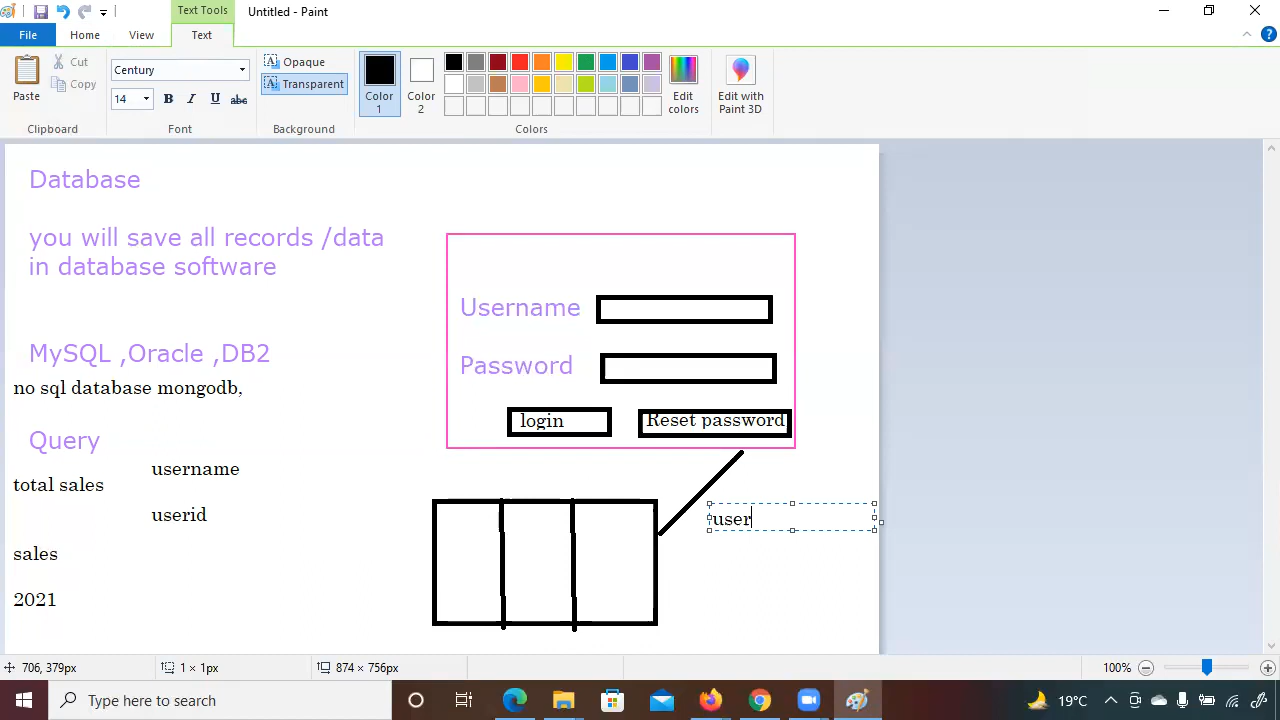 Text Tools
Untitled - Paint
File
Home
View
Text
Paste
Cut
Copy
Clipboard
Century
14
B I U abc
Font
Opaque
Transparent
Background
Color 1
Color 2
Edit colors
Colors
Edit with Paint 3D
Database
you will save all records /data
in database software
MySQL ,Oracle ,DB2
no sql database mongodb,
Query
username
total sales
userid
sales
2021
Username
Password
login
Reset password
user
706, 379px
1 × 1px
874 × 756px
100%
Type here to search
19°C